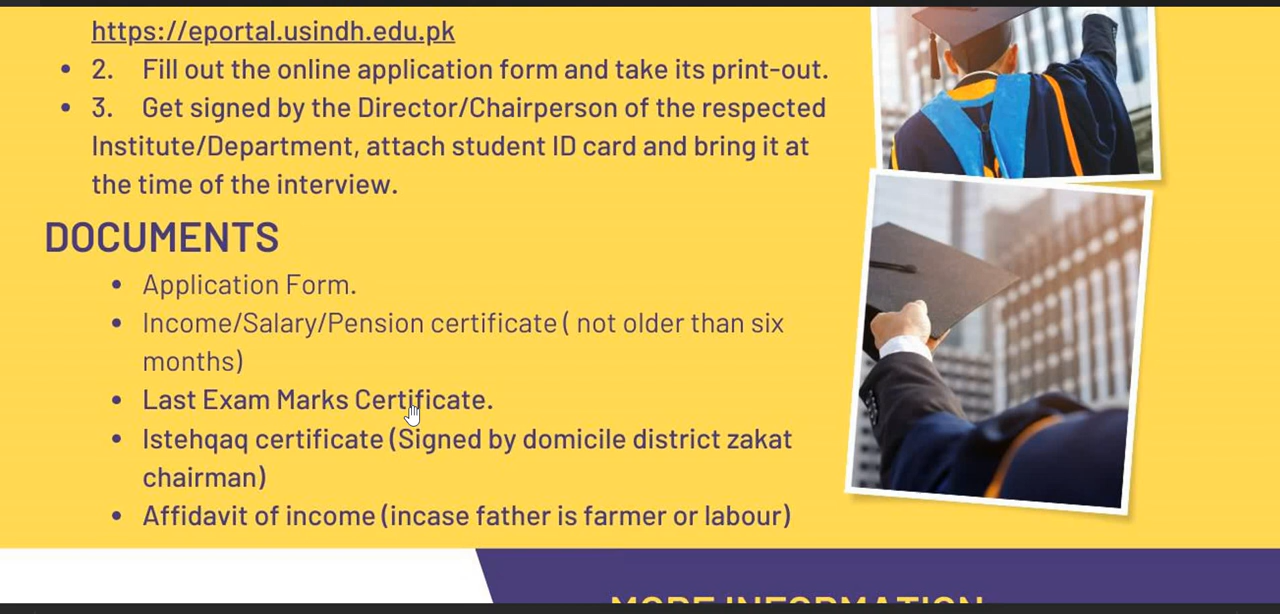 https://eportal.usindh.edu.pk
• 2. Fill out the online application form and take its print-out.
• 3. Get signed by the Director/Chairperson of the respected
Institute/Department, attach student ID card and bring it at
the time of the interview.
DOCUMENTS
• Application Form.
• Income/Salary/Pension certificate ( not older than six
months)
• Last Exam Marks Certificate.
• Istehqaq certificate (Signed by domicile district zakat
chairman)
• Affidavit of income (incase father is farmer or labour)
MORE INFORMATION